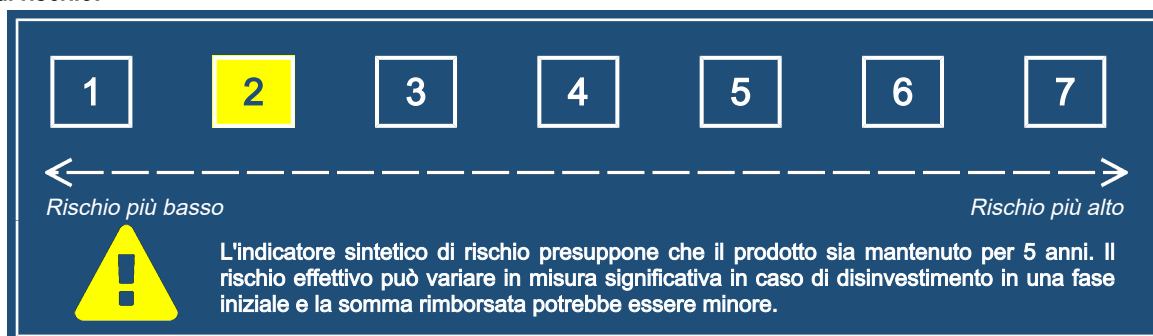 di rischio:
1 2 3 4 5 6 7
Rischio più basso Rischio più alto
L'indicatore sintetico di rischio presuppone che il prodotto sia mantenuto per 5 anni. Il
rischio effettivo può variare in misura significativa in caso di disinvestimento in una fase
iniziale e la somma rimborsata potrebbe essere minore.